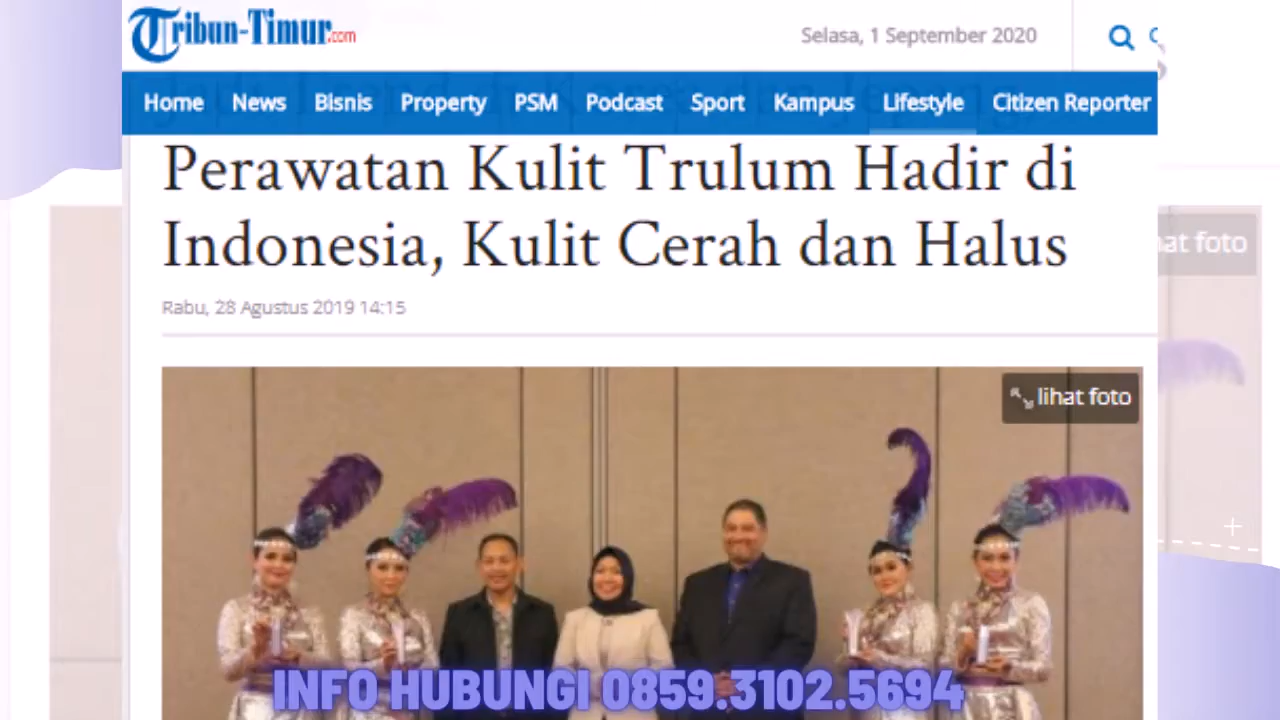 Tribun-Timur.com
Selasa, 1 September 2020
Home News Bisnis Property PSM Podcast Sport Kampus Lifestyle Citizen Reporter
Perawatan Kulit Trulum Hadir di
Indonesia, Kulit Cerah dan Halus
Rabu, 28 Agustus 2019 14:15
lihat foto
hat foto
INFO HUBUNGI 0859.3102.5694